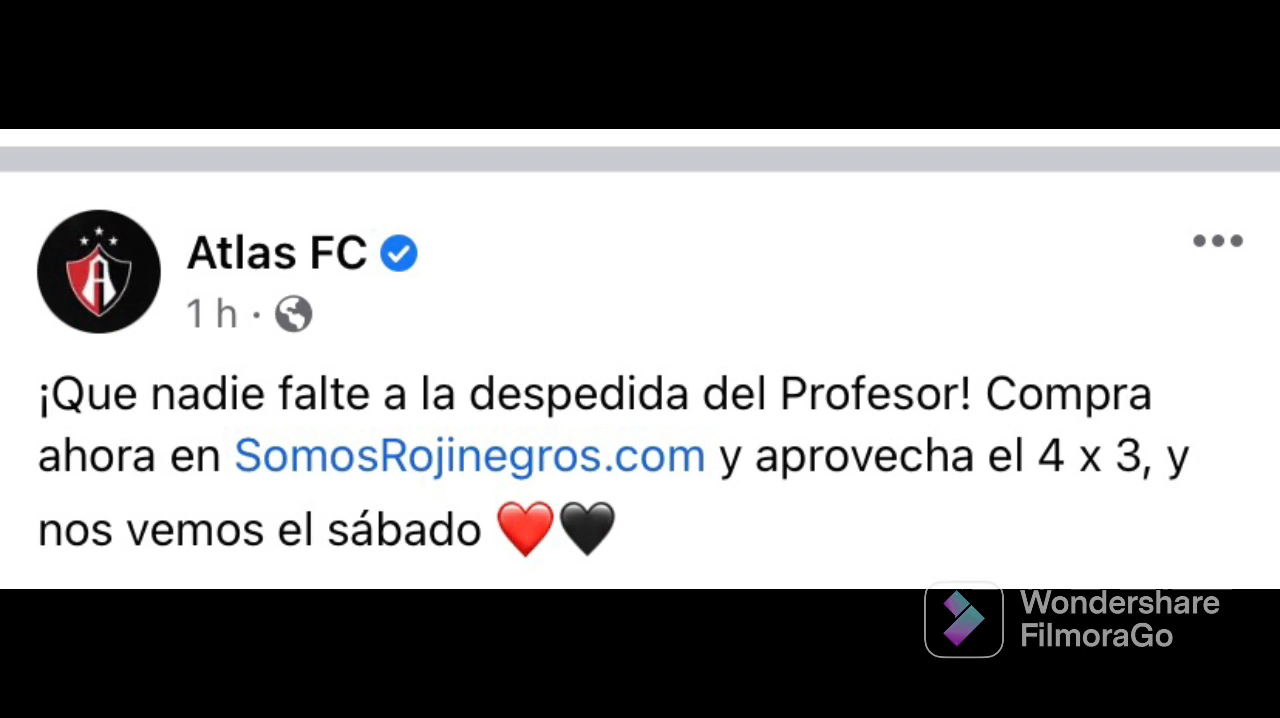 Atlas FC
1 h ·
¡Que nadie falte a la despedida del Profesor! Compra
ahora en SomosRojinegros.com y aprovecha el 4 x 3, y
nos vemos el sábado ❤️🖤
Wondershare
FilmoraGo